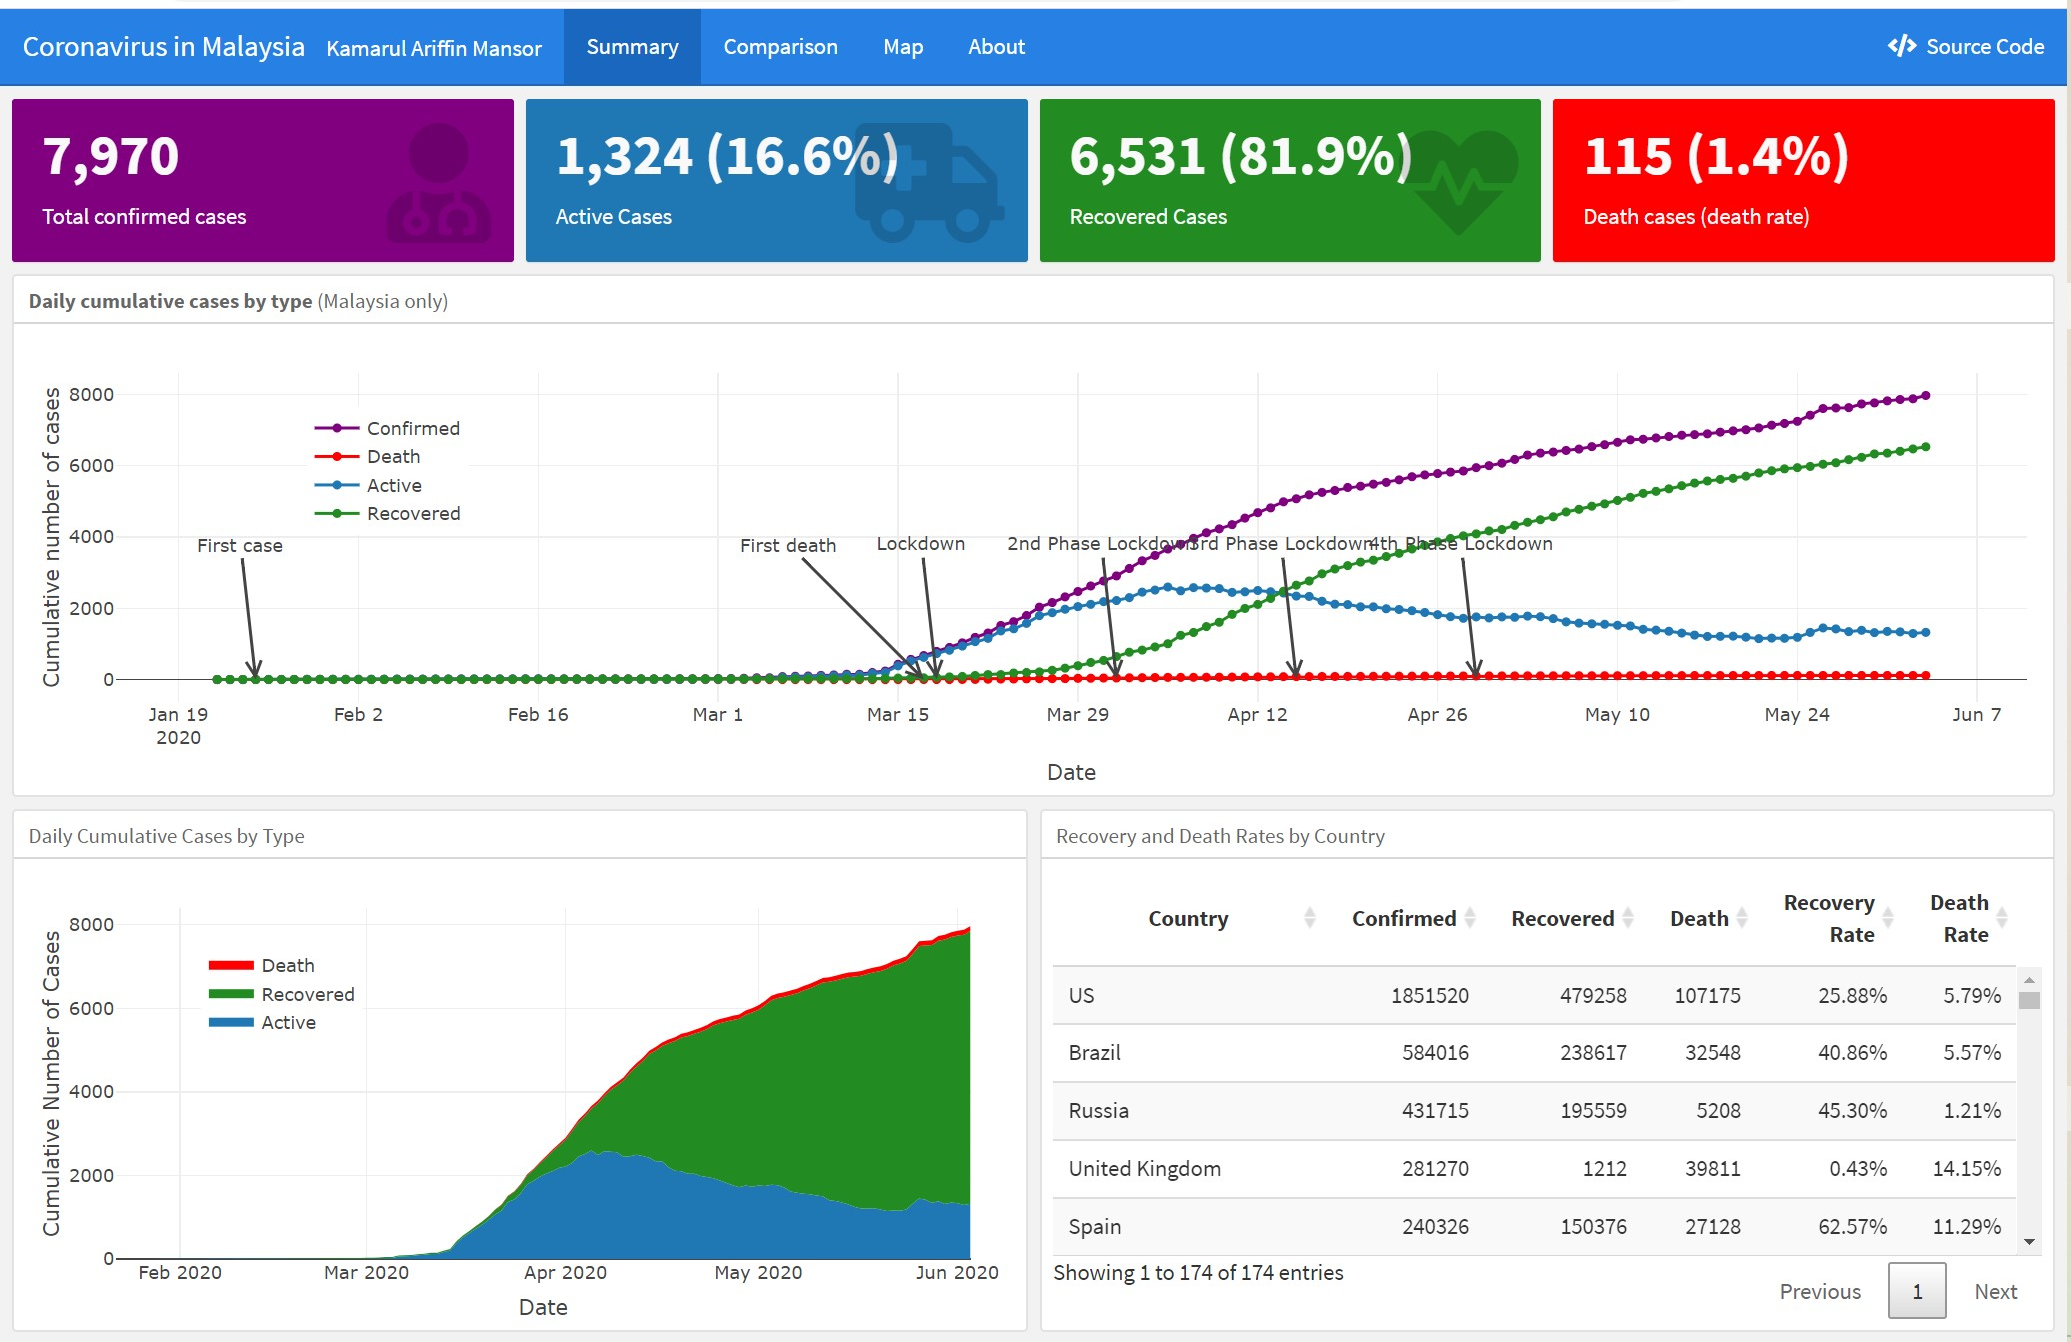 Coronavirus in Malaysia Kamarul Ariffin Mansor Summary Comparison Map About Source Code
7,970
Total confirmed cases
1,324 (16.6%)
Active Cases
6,531 (81.9%)
Recovered Cases
115 (1.4%)
Death cases (death rate)
Daily cumulative cases by type (Malaysia only)
Cumulative number of cases
8000
6000
4000
2000
0
Confirmed
Death
Active
Recovered
First case
First death
Lockdown
2nd Phase Lockdown
3rd Phase Lockdown
4th Phase Lockdown
Jan 19
2020
Feb 2
Feb 16
Mar 1
Mar 15
Mar 29
Apr 12
Apr 26
May 10
May 24
Jun 7
Date
Daily Cumulative Cases by Type
Cumulative Number of Cases
8000
6000
4000
2000
0
Death
Recovered
Active
Feb 2020
Mar 2020
Apr 2020
May 2020
Jun 2020
Date
Recovery and Death Rates by Country
Country Confirmed Recovered Death Recovery Rate Death Rate
US 1851520 479258 107175 25.88% 5.79%
Brazil 584016 238617 32548 40.86% 5.57%
Russia 431715 195559 5208 45.30% 1.21%
United Kingdom 281270 1212 39811 0.43% 14.15%
Spain 240326 150376 27128 62.57% 11.29%
Showing 1 to 174 of 174 entries
Previous 1 Next